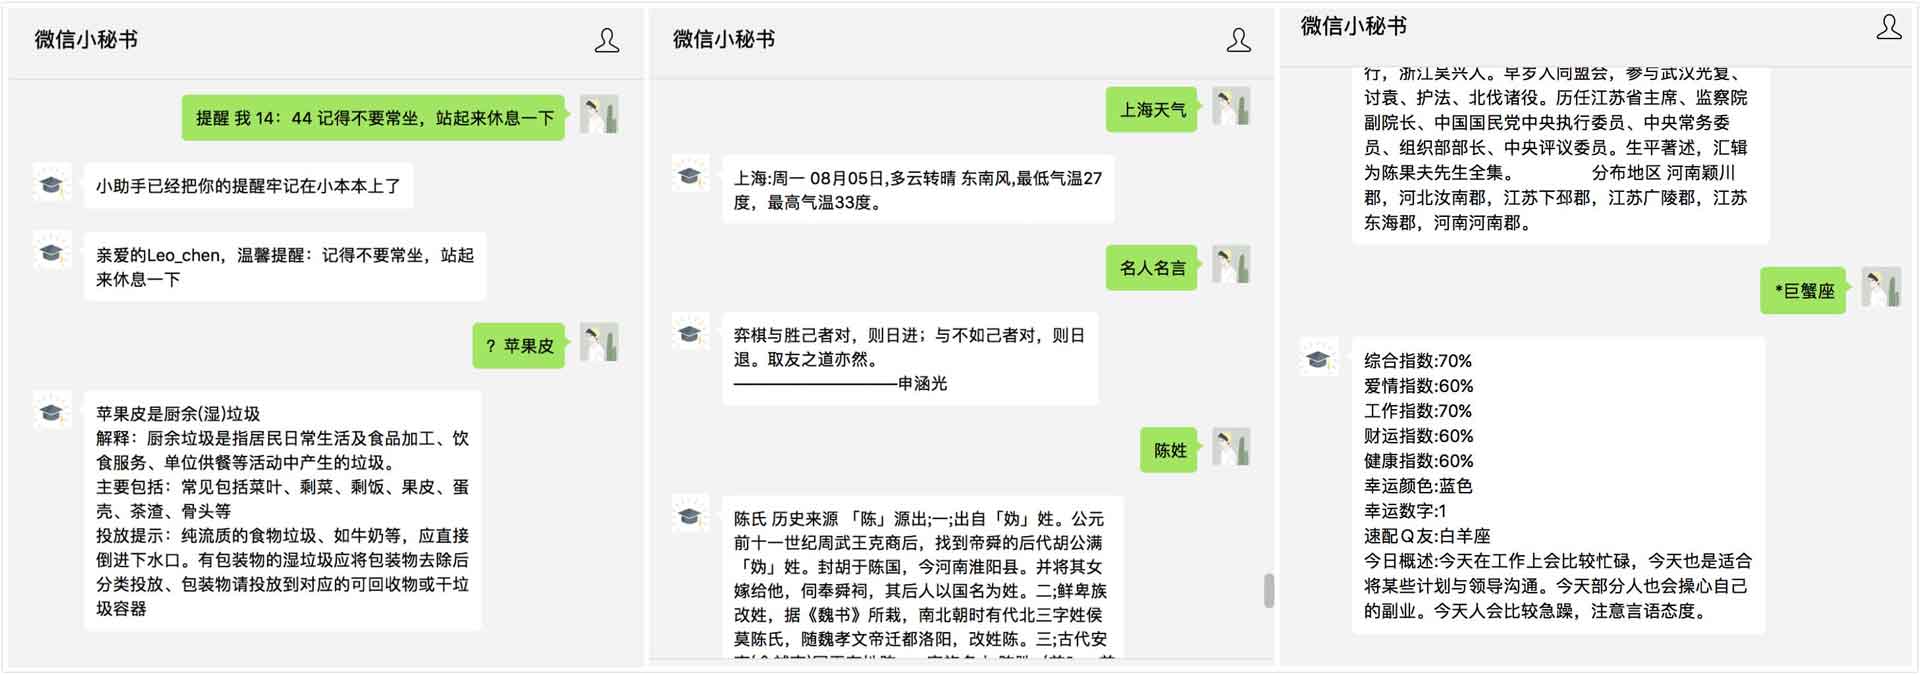 微信小秘书
提醒 我 14：44 记得不要常坐，站起来休息一下
小助手已经把你的提醒牢记在小本本上了
亲爱的Leo_chen，温馨提醒：记得不要常坐，站起
来休息一下
？苹果皮
苹果皮是厨余(湿)垃圾
解释：厨余垃圾是指居民日常生活及食品加工、饮
食服务、单位供餐等活动中产生的垃圾。
主要包括：常见包括菜叶、剩菜、剩饭、果皮、蛋
壳、茶渣、骨头等
投放提示：纯流质的食物垃圾、如牛奶等，应直接
倒进下水口。有包装物的湿垃圾应将包装物去除后
分类投放、包装物请投放到对应的可回收物或干垃
圾容器
微信小秘书
上海天气
上海:周一 08月05日,多云转晴 东南风,最低气温27
度，最高气温33度。
名人名言
弈棋与胜己者对，则日进；与不如己者对，则日
退。取友之道亦然。
——————————申涵光
陈姓
陈氏 历史来源 「陈」源出;一;出自「妫」姓。公元
前十一世纪周武王克商后，找到帝舜的后代胡公满
「妫」姓。封胡于陈国，今河南淮阳县。并将其女
嫁给他，伺奉舜祠，其后人以国名为姓。二;鲜卑族
改姓，据《魏书》所栽，南北朝时有代北三字姓侯
莫陈氏，随魏孝文帝迁都洛阳，改姓陈。三;古代安
微信小秘书
行，浙江吴兴人。早岁入同盟会，参与武汉光复、
讨袁、护法、北伐诸役。历任江苏省主席、监察院
副院长、中国国民党中央执行委员、中央常务委
员、组织部部长、中央评议委员。生平著述，汇辑
为陈果夫先生全集。 分布地区 河南颖川
郡，河北汝南郡，江苏下邳郡，江苏广陵郡，江苏
东海郡，河南河南郡。
*巨蟹座
综合指数:70%
爱情指数:60%
工作指数:70%
财运指数:60%
健康指数:60%
幸运颜色:蓝色
幸运数字:1
速配Ｑ友:白羊座
今日概述:今天在工作上会比较忙碌，今天也是适合
将某些计划与领导沟通。今天部分人也会操心自己
的副业。今天人会比较急躁，注意言语态度。